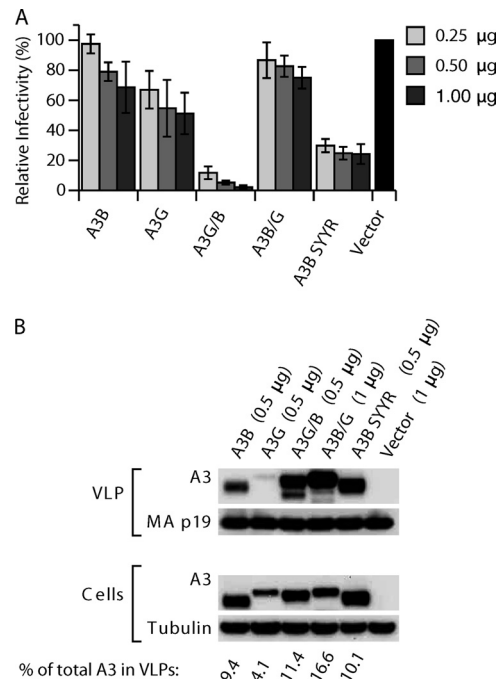 A
Relative Infectivity (%)
100
80
60
40
20
0
0.25 µg
0.50 µg
1.00 µg
A3B
A3G
A3G/B
A3B/G
A3B SYYR
Vector
B
A3B (0.5 µg)
A3G (0.5 µg)
A3G/B (0.5 µg)
A3B/G (1 µg)
A3B SYYR (0.5 µg)
Vector (1 µg)
VLP
A3
MA p19
Cells
A3
Tubulin
% of total A3 in VLPs:
9.4
4.1
11.4
16.6
10.1